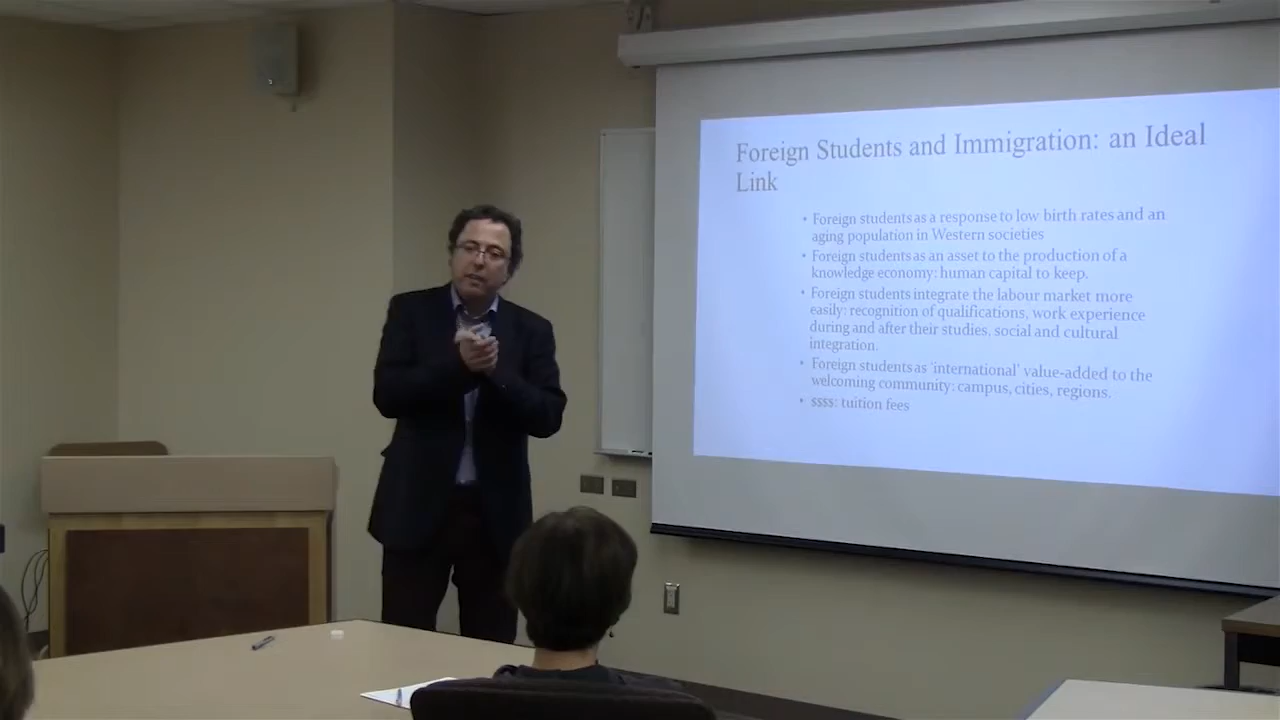 Foreign Students and Immigration: an Ideal
Link
• Foreign students as a response to low birth rates and an
aging population in Western societies
• Foreign students as an asset to the production of a
knowledge economy: human capital to keep.
• Foreign students integrate the labour market more
easily: recognition of qualifications, work experience
during and after their studies, social and cultural
integration.
• Foreign students as 'international' value-added to the
welcoming community: campus, cities, regions.
• $$$$: tuition fees